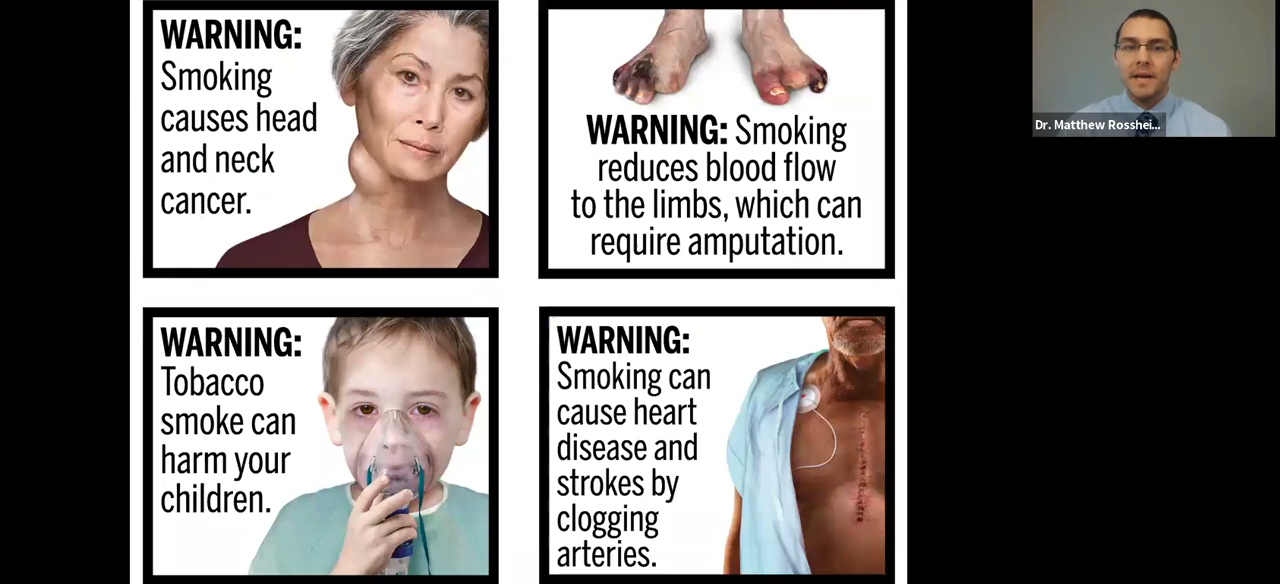 WARNING:
Smoking
causes head
and neck
cancer.
WARNING: Smoking
reduces blood flow
to the limbs, which can
require amputation.
Dr. Matthew Rosshei...
WARNING:
Tobacco
smoke can
harm your
children.
WARNING:
Smoking can
cause heart
disease and
strokes by
clogging
arteries.